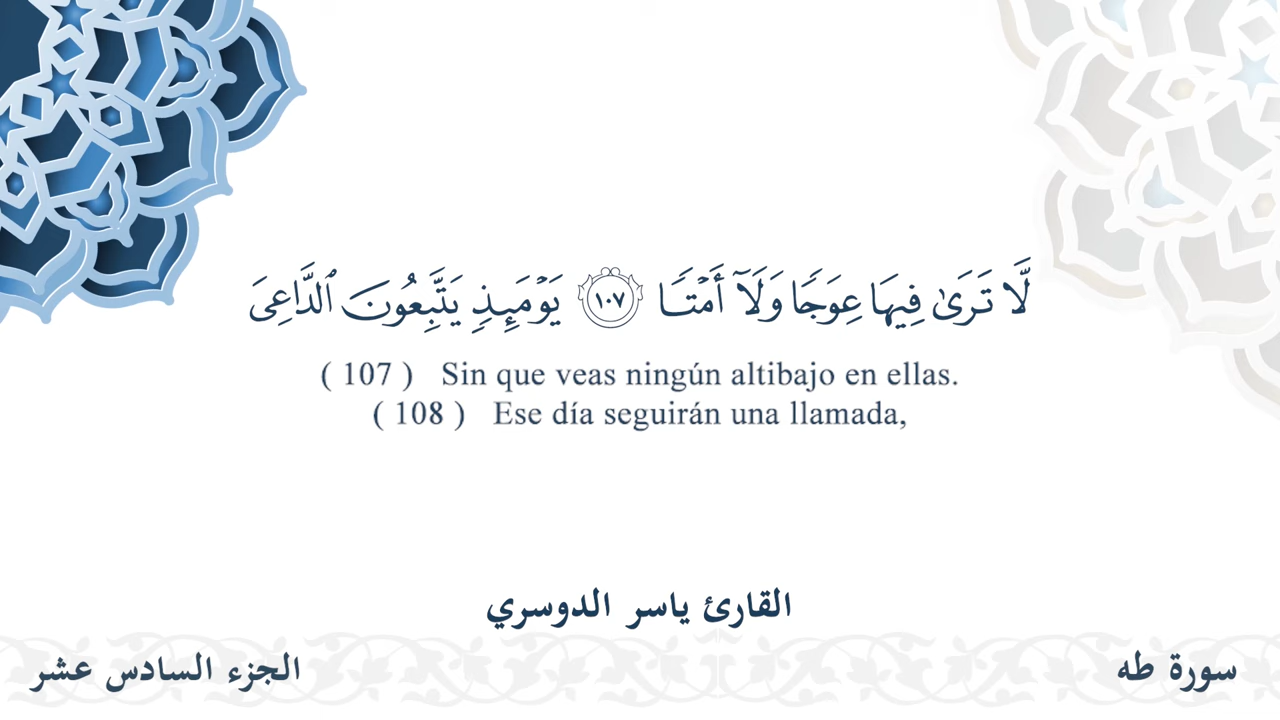 لَّا تَرَىٰ فِيهَا عِوَجًا وَلَآ أَمْتًا ١٠٧ يَوْمَئِذٍ يَتَّبِعُونَ ٱلدَّاعِىَ
( 107 ) Sin que veas ningún altibajo en ellas.
( 108 ) Ese día seguirán una llamada,
القارئ ياسر الدوسري
سورة طه
الجزء السادس عشر